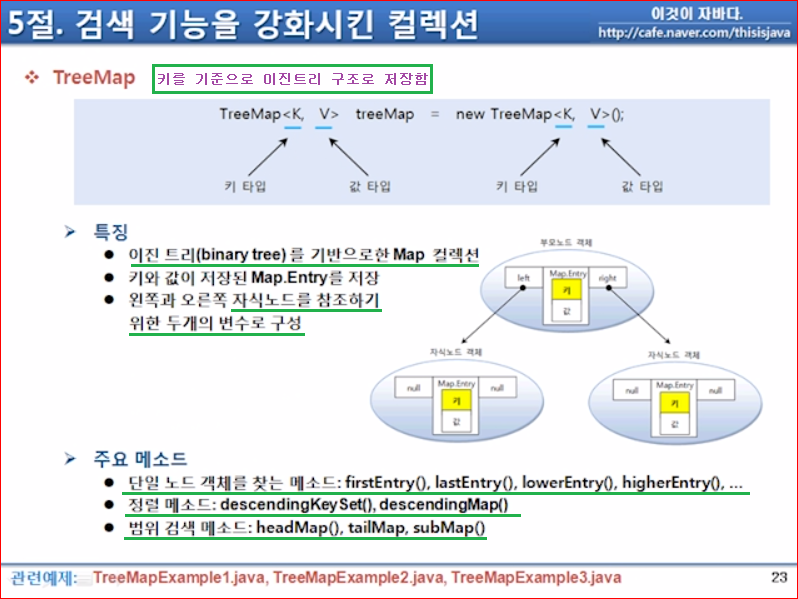 5절. 검색 기능을 강화시킨 컬렉션
이것이 자바다.
http://cafe.naver.com/thisisjava
❖ TreeMap
키를 기준으로 이진트리 구조로 저장함
TreeMap<K, V> treeMap = new TreeMap<K, V>();
키 타입 값 타입 키 타입 값 타입
➢ 특징
● 이진 트리(binary tree) 를 기반으로한 Map 컬렉션
● 키와 값이 저장된 Map.Entry를 저장
● 왼쪽과 오른쪽 자식노드를 참조하기
위한 두개의 변수로 구성
부모노드 객체
left Map.Entry right
키
값
자식노드 객체
null Map.Entry null
키
값
자식노드 객체
null Map.Entry null
키
값
➢ 주요 메소드
● 단일 노드 객체를 찾는 메소드: firstEntry(), lastEntry(), lowerEntry(), higherEntry(), ...
● 정렬 메소드: descendingKeySet(), descendingMap()
● 범위 검색 메소드: headMap(), tailMap, subMap()
관련예제: TreeMapExample1.java, TreeMapExample2.java, TreeMapExample3.java
23